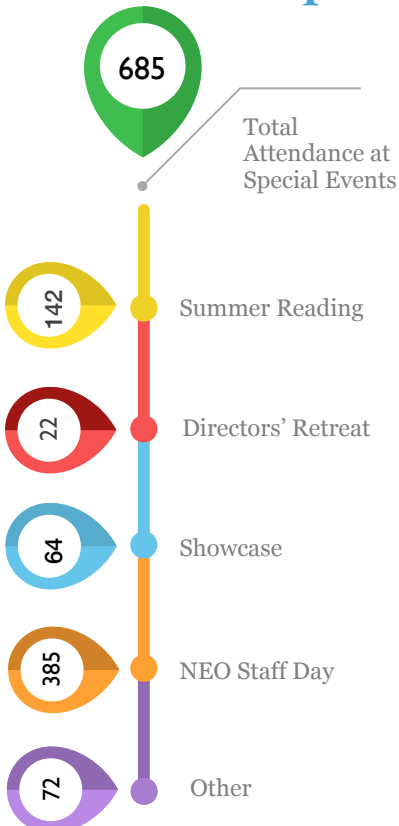 685
Total
Attendance at
Special Events
142
Summer Reading
22
Directors’ Retreat
64
Showcase
385
NEO Staff Day
72
Other